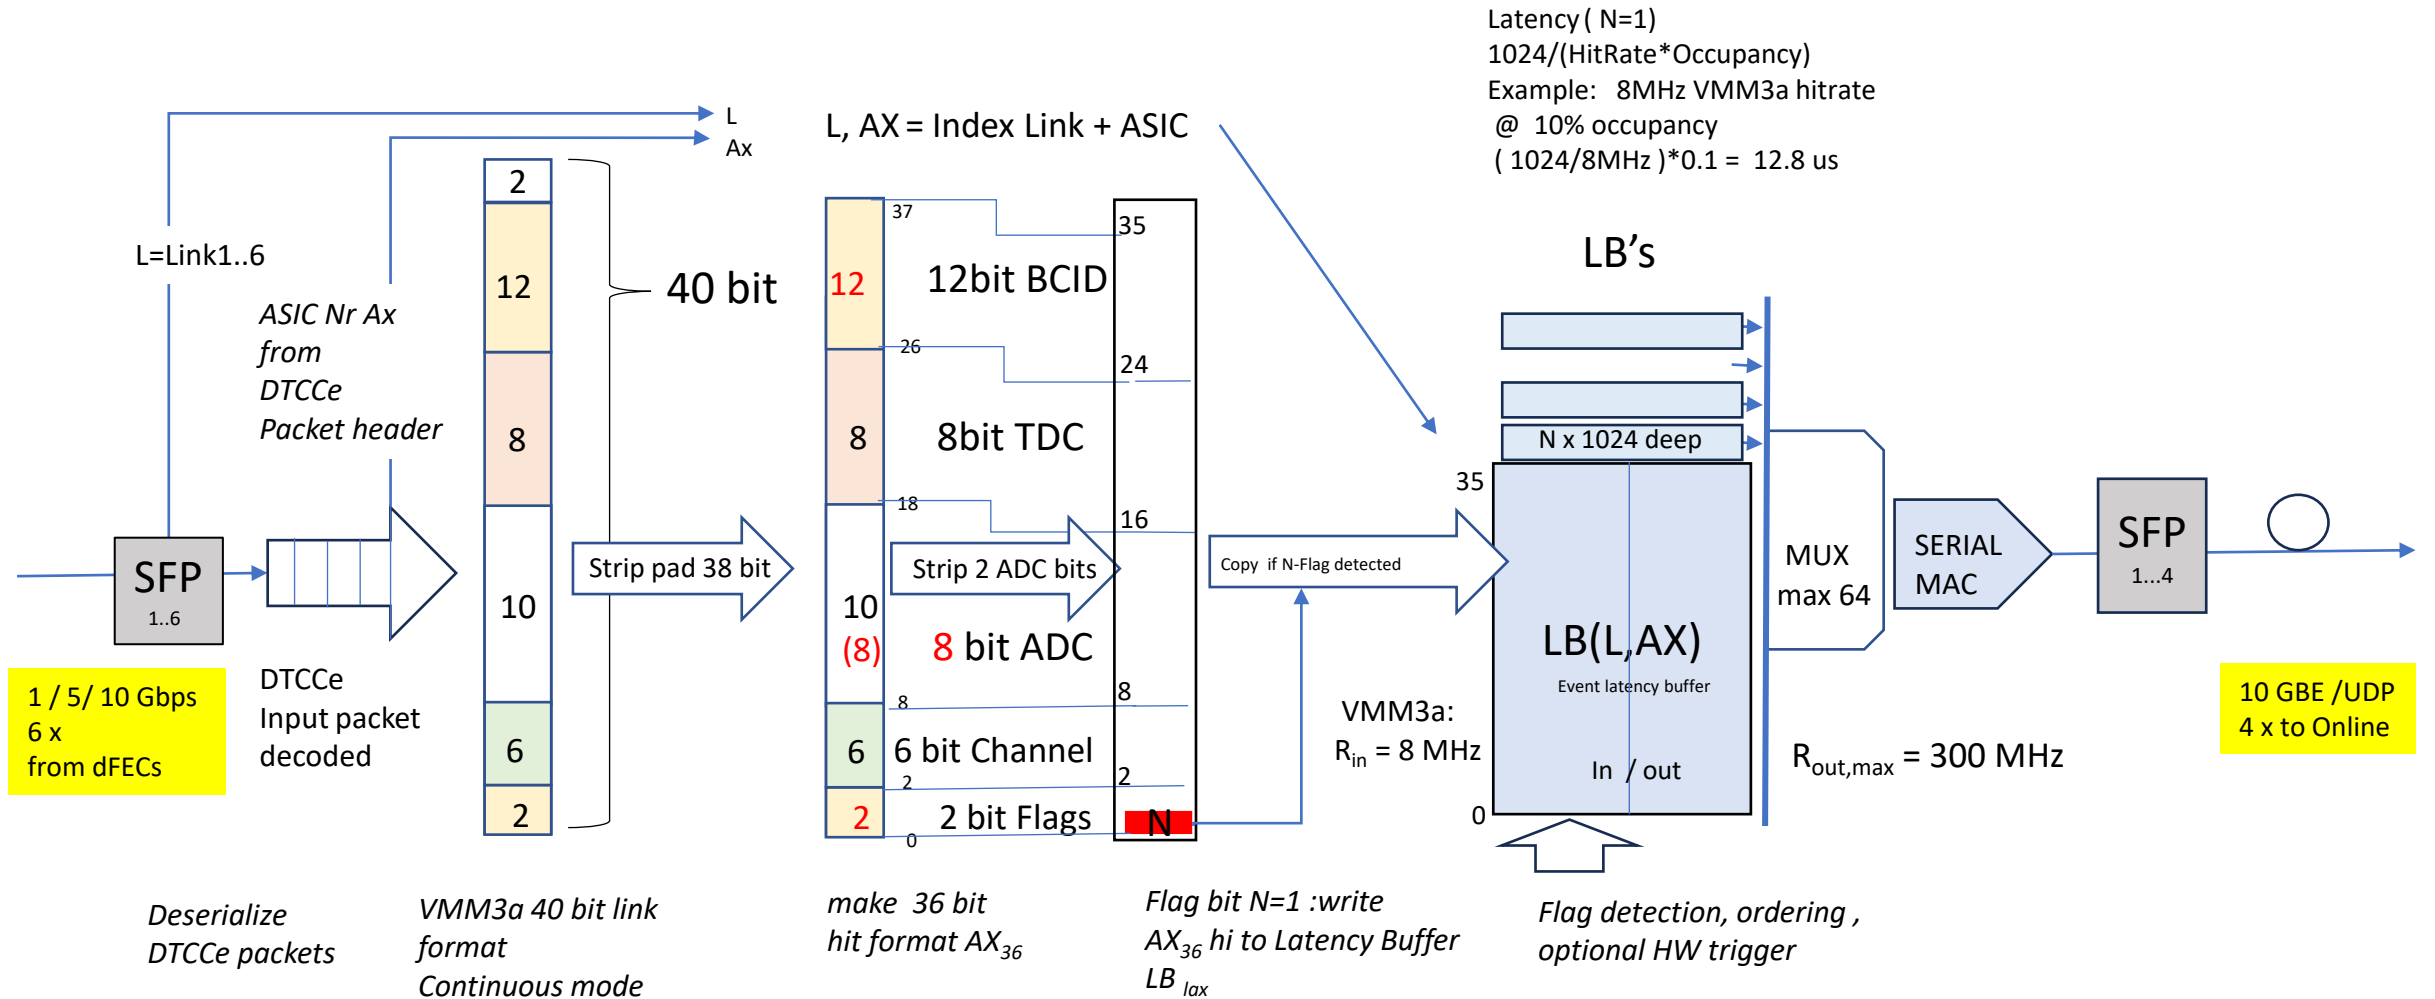 Latency ( N=1)
1024/(HitRate*Occupancy)
Example: 8MHz VMM3a hitrate
@ 10% occupancy
( 1024/8MHz )*0.1 = 12.8 us
L
Ax
L, AX = Index Link + ASIC
L=Link1..6
ASIC Nr Ax
from
DTCCe
Packet header
2
12
8
10
6
2
40 bit
37
26
18
8
2
0
12
8
10
(8)
6
2
12bit BCID
8bit TDC
8 bit ADC
6 bit Channel
2 bit Flags
35
24
16
8
2
N
LB's
N x 1024 deep
35
0
SFP
1..6
Strip pad 38 bit
Strip 2 ADC bits
Copy if N-Flag detected
LB(L,AX)
Event latency buffer
In / out
MUX
max 64
SERIAL
MAC
SFP
1...4
1 / 5/ 10 Gbps
6 x
from dFECs
DTCCe
Input packet
decoded
VMM3a:
Rin = 8 MHz
Rout,max = 300 MHz
10 GBE /UDP
4 x to Online
Deserialize
DTCCe packets
VMM3a 40 bit link
format
Continuous mode
make 36 bit
hit format AX36
Flag bit N=1 :write
AX36 hi to Latency Buffer
LB lax
Flag detection, ordering ,
optional HW trigger